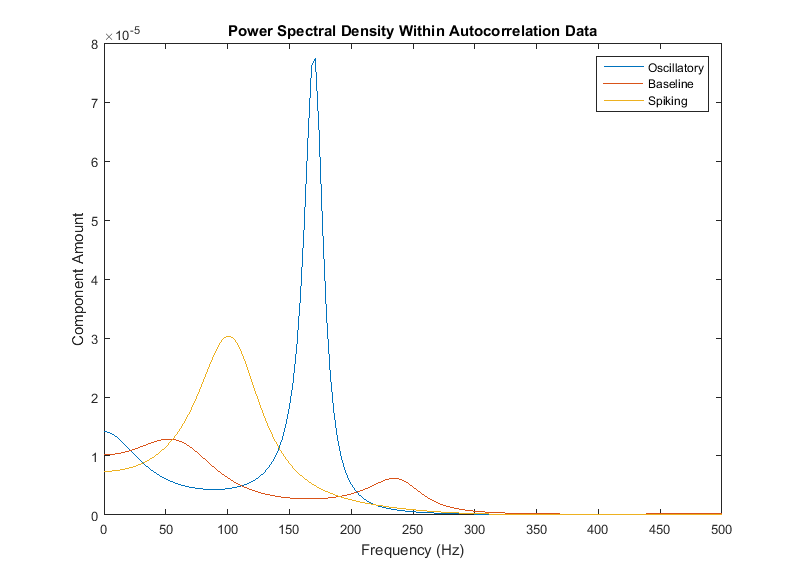 Power Spectral Density Within Autocorrelation Data
×10^-5
Oscillatory
Baseline
Spiking
8
7
6
5
4
3
2
1
0
Component Amount
0 50 100 150 200 250 300 350 400 450 500
Frequency (Hz)